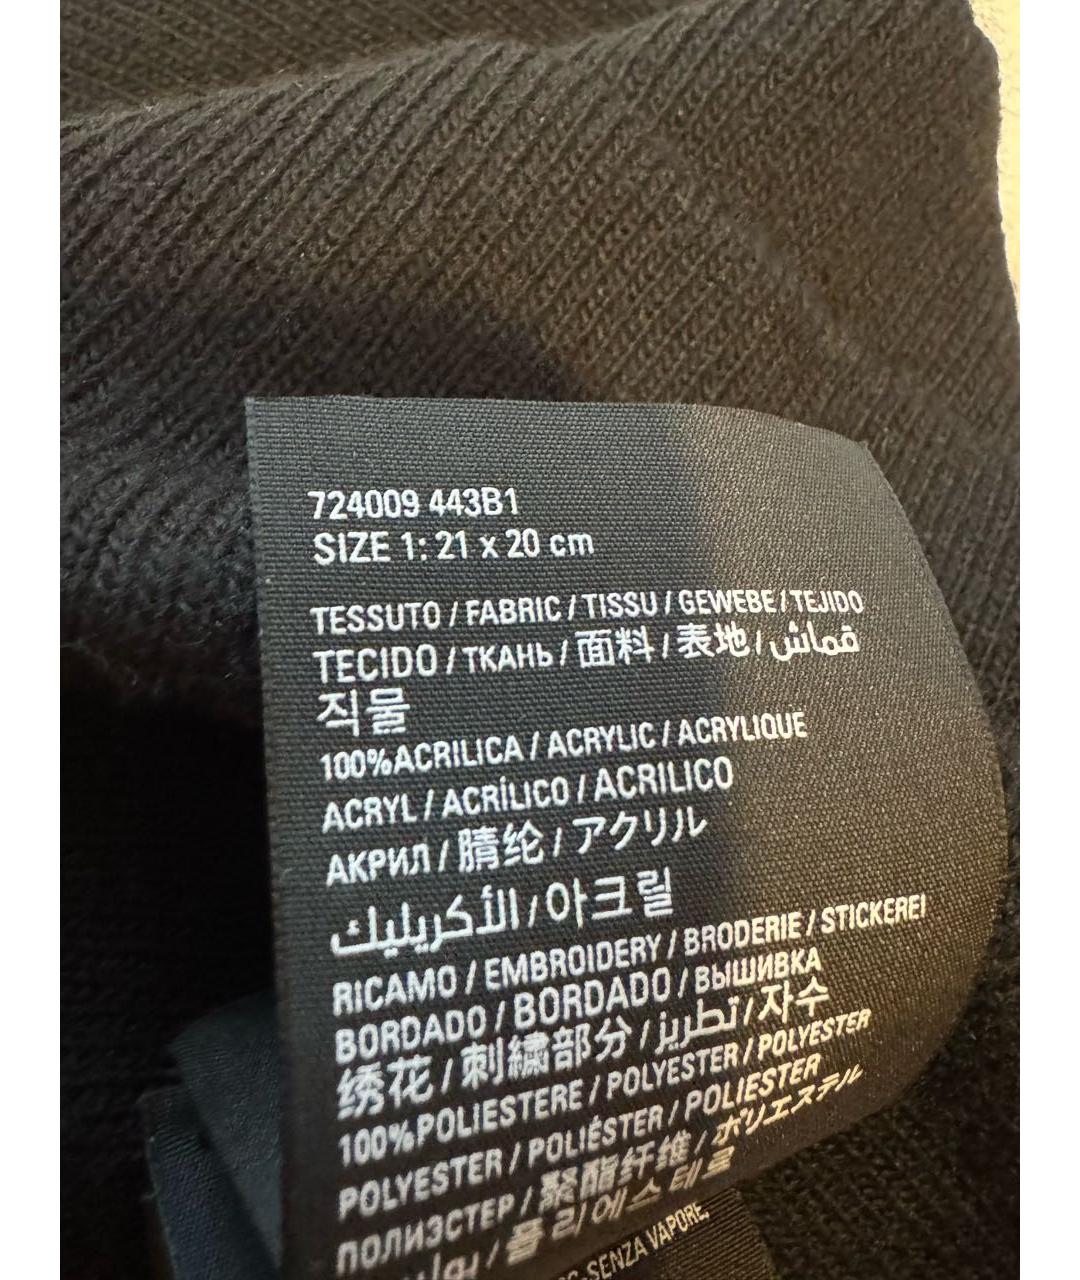 724009 443B1
SIZE 1: 21 x 20 cm
TESSUTO / FABRIC / TISSU / GEWEBE / TEJIDO
TECIDO / ТКАНЬ / 面料 / 表地 / قماش
직물
100%ACRILICA / ACRYLIC / ACRYLIQUE
ACRYL / ACRÍLICO / ACRILICO
АКРИЛ / 腈纶 / アクリル
الأكريليك / 아크릴
RICAMO / EMBROIDERY / BRODERIE / STICKEREI
BORDADO / BORDADO / ВЫШИВКА
绣花 / 刺繍部分 / تطريز / 자수
100%POLIESTERE / POLYESTER / POLYESTER
POLYESTER / POLIÉSTER / POLIESTER
ПОЛИЭСТЕР / 聚酯纤维 / ポリエステル
/ 폴리에스테르
-SENZA VAPORE,